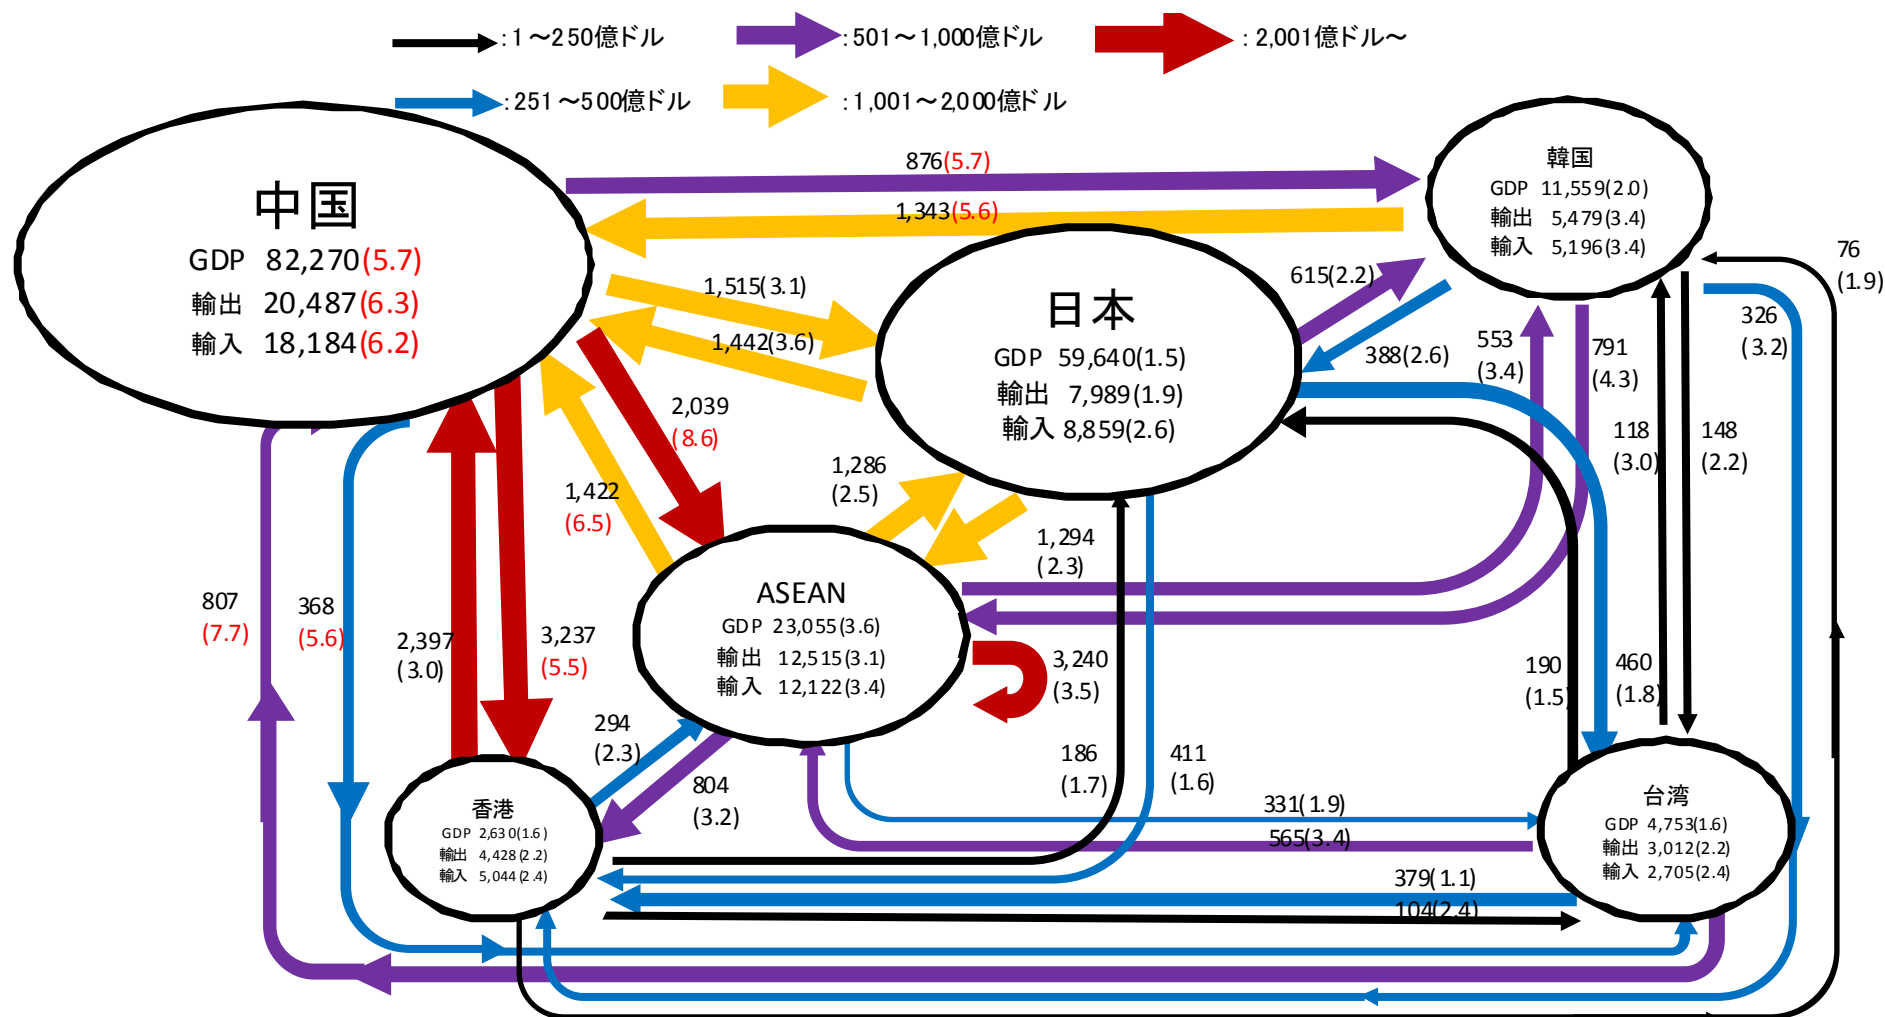 :1～250億ドル
:501～1,000億ドル
:2,001億ドル～
:251～500億ドル
:1,001～2,000億ドル
中国
GDP 82,270(5.7)
輸出 20,487(6.3)
輸入 18,184(6.2)
876(5.7)
1,343(5.6)
韓国
GDP 11,559(2.0)
輸出 5,479(3.4)
輸入 5,196(3.4)
76
(1.9)
1,515(3.1)
1,442(3.6)
日本
GDP 59,640(1.5)
輸出 7,989(1.9)
輸入 8,859(2.6)
615(2.2)
388(2.6)
553
(3.4)
791
(4.3)
326
(3.2)
2,039
(8.6)
1,422
(6.5)
1,286
(2.5)
1,294
(2.3)
118
(3.0)
148
(2.2)
ASEAN
GDP 23,055(3.6)
輸出 12,515(3.1)
輸入 12,122(3.4)
3,240
(3.5)
807
(7.7)
368
(5.6)
2,397
(3.0)
3,237
(5.5)
190
(1.5)
460
(1.8)
294
(2.3)
804
(3.2)
186
(1.7)
411
(1.6)
香港
GDP 2,630(1.6)
輸出 4,428(2.2)
輸入 5,044(2.4)
331(1.9)
565(3.4)
台湾
GDP 4,753(1.6)
輸出 3,012(2.2)
輸入 2,705(2.4)
379(1.1)
104(2.4)